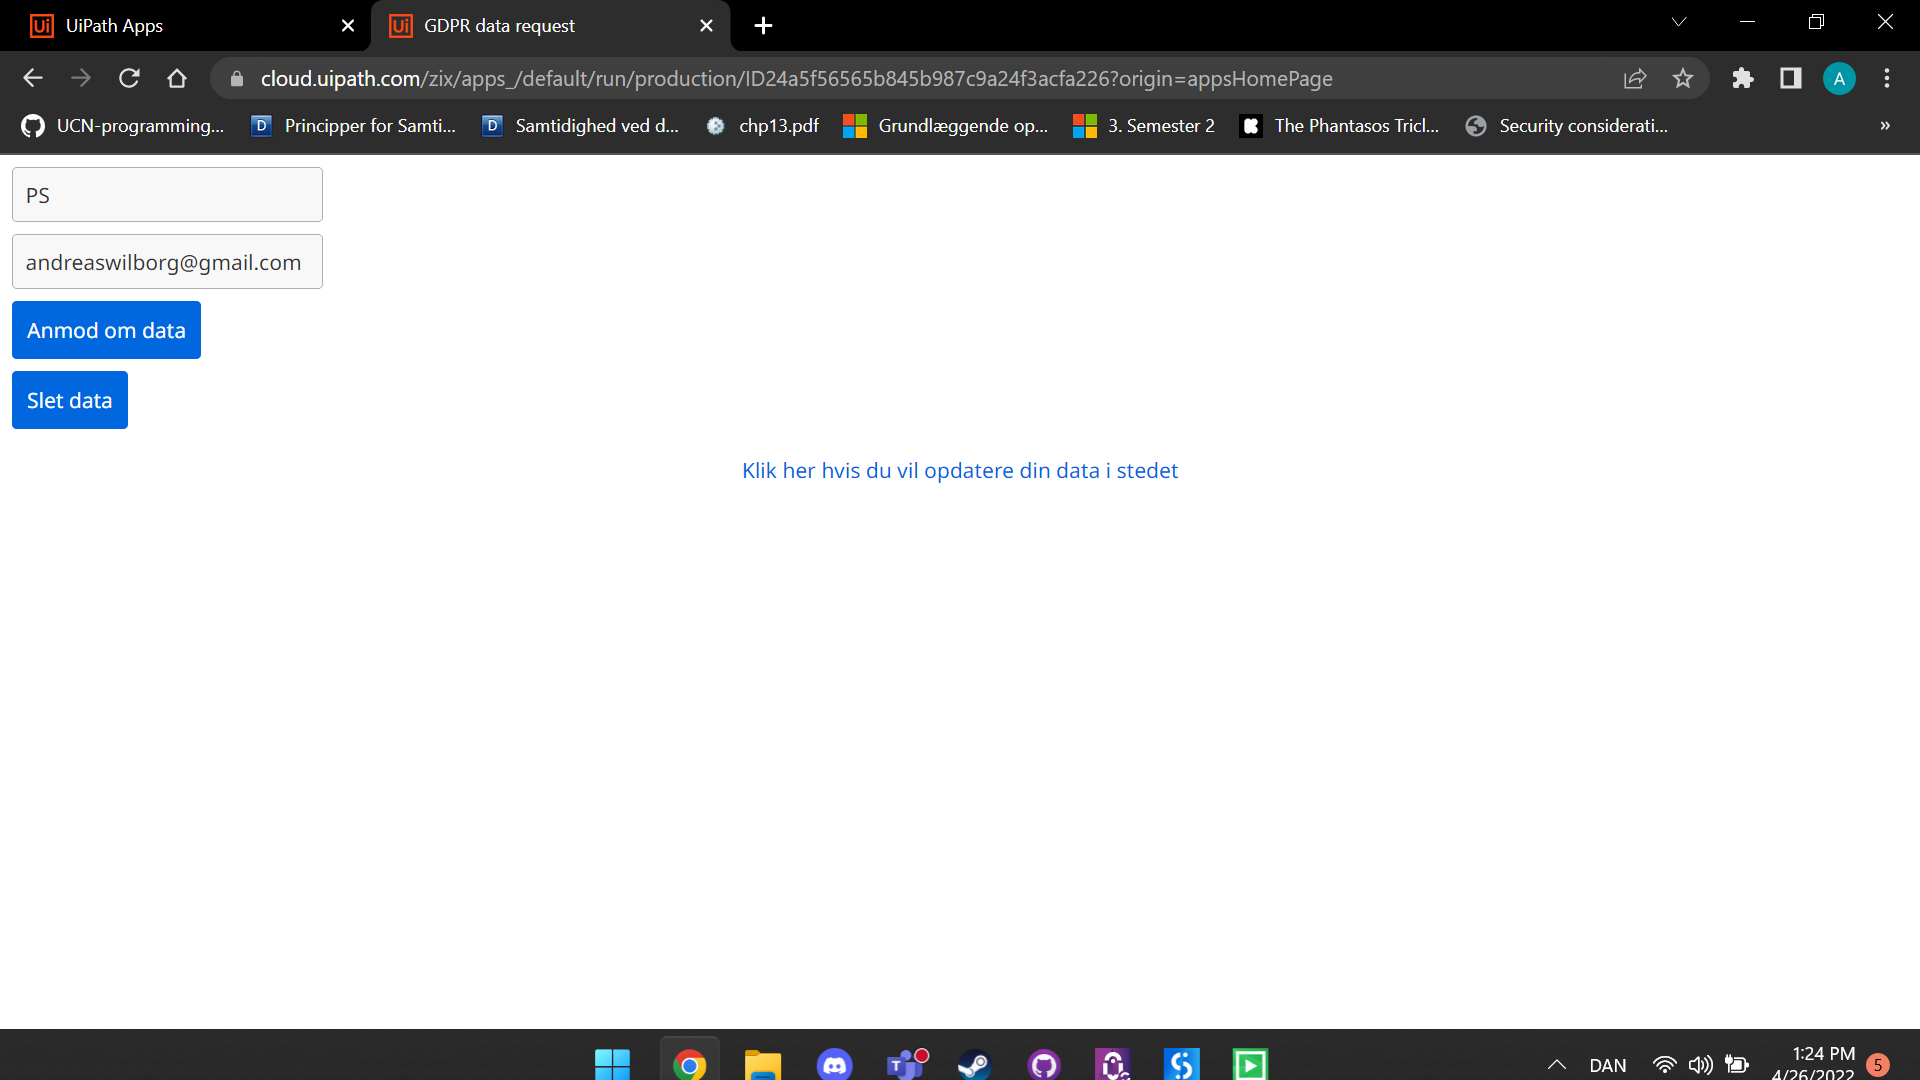 UiPath Apps
GDPR data request
cloud.uipath.com/zix/apps_/default/run/production/ID24a5f56565b845b987c9a24f3acfa226?origin=appsHomePage
A
UCN-programming...
Principper for Samti...
Samtidighed ved d...
chp13.pdf
Grundlæggende op...
3. Semester 2
The Phantasos Tricl...
Security considerati...
»
PS
andreaswilborg@gmail.com
Anmod om data
Slet data
Klik her hvis du vil opdatere din data i stedet
DAN
1:24 PM
4/26/2022
5